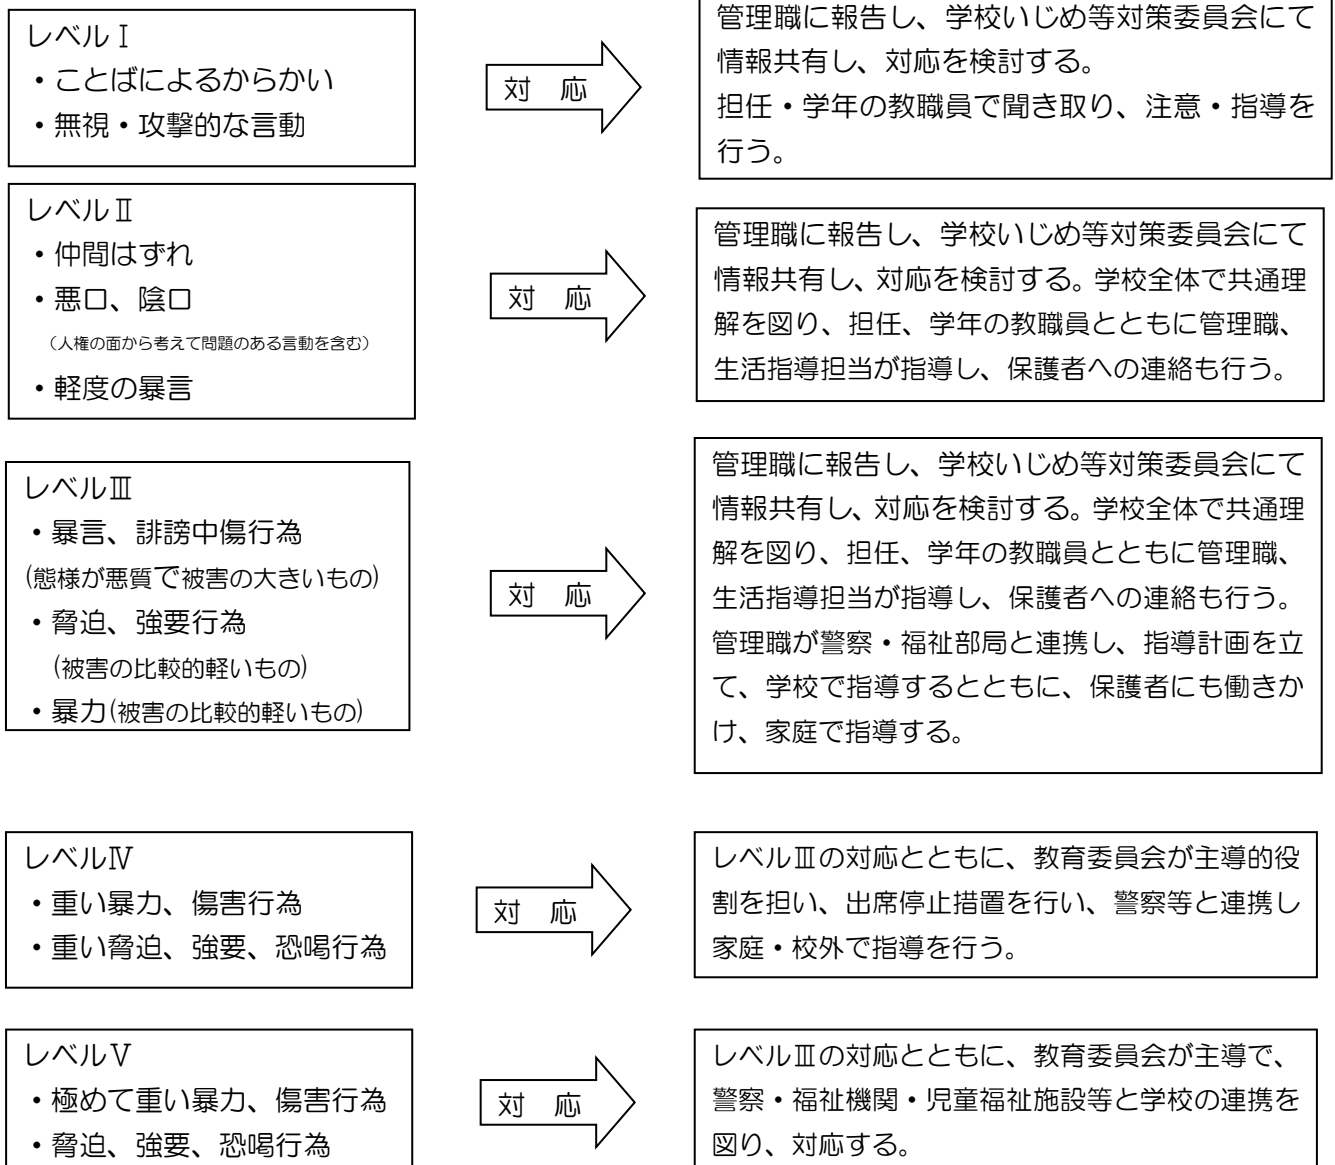 レベルⅠ
・ことばによるからかい
・無視・攻撃的な言動
対　応
管理職に報告し、学校いじめ等対策委員会にて
情報共有し、対応を検討する。
担任・学年の教職員で聞き取り、注意・指導を
行う。
レベルⅡ
・仲間はずれ
・悪口、陰口
（人権の面から考えて問題のある言動を含む）
・軽度の暴言
対　応
管理職に報告し、学校いじめ等対策委員会にて
情報共有し、対応を検討する。学校全体で共通理
解を図り、担任、学年の教職員とともに管理職、
生活指導担当が指導し、保護者への連絡も行う。
レベルⅢ
・暴言、誹謗中傷行為
(態様が悪質で被害の大きいもの)
・脅迫、強要行為
(被害の比較的軽いもの)
・暴力(被害の比較的軽いもの)
対　応
管理職に報告し、学校いじめ等対策委員会にて
情報共有し、対応を検討する。学校全体で共通理
解を図り、担任、学年の教職員とともに管理職、
生活指導担当が指導し、保護者への連絡も行う。
管理職が警察・福祉部局と連携し、指導計画を立
て、学校で指導するとともに、保護者にも働きか
け、家庭で指導する。
レベルⅣ
・重い暴力、傷害行為
・重い脅迫、強要、恐喝行為
対　応
レベルⅢの対応とともに、教育委員会が主導的役
割を担い、出席停止措置を行い、警察等と連携し
家庭・校外で指導を行う。
レベルⅤ
・極めて重い暴力、傷害行為
・脅迫、強要、恐喝行為
対　応
レベルⅢの対応とともに、教育委員会が主導で、
警察・福祉機関・児童福祉施設等と学校の連携を
図り、対応する。